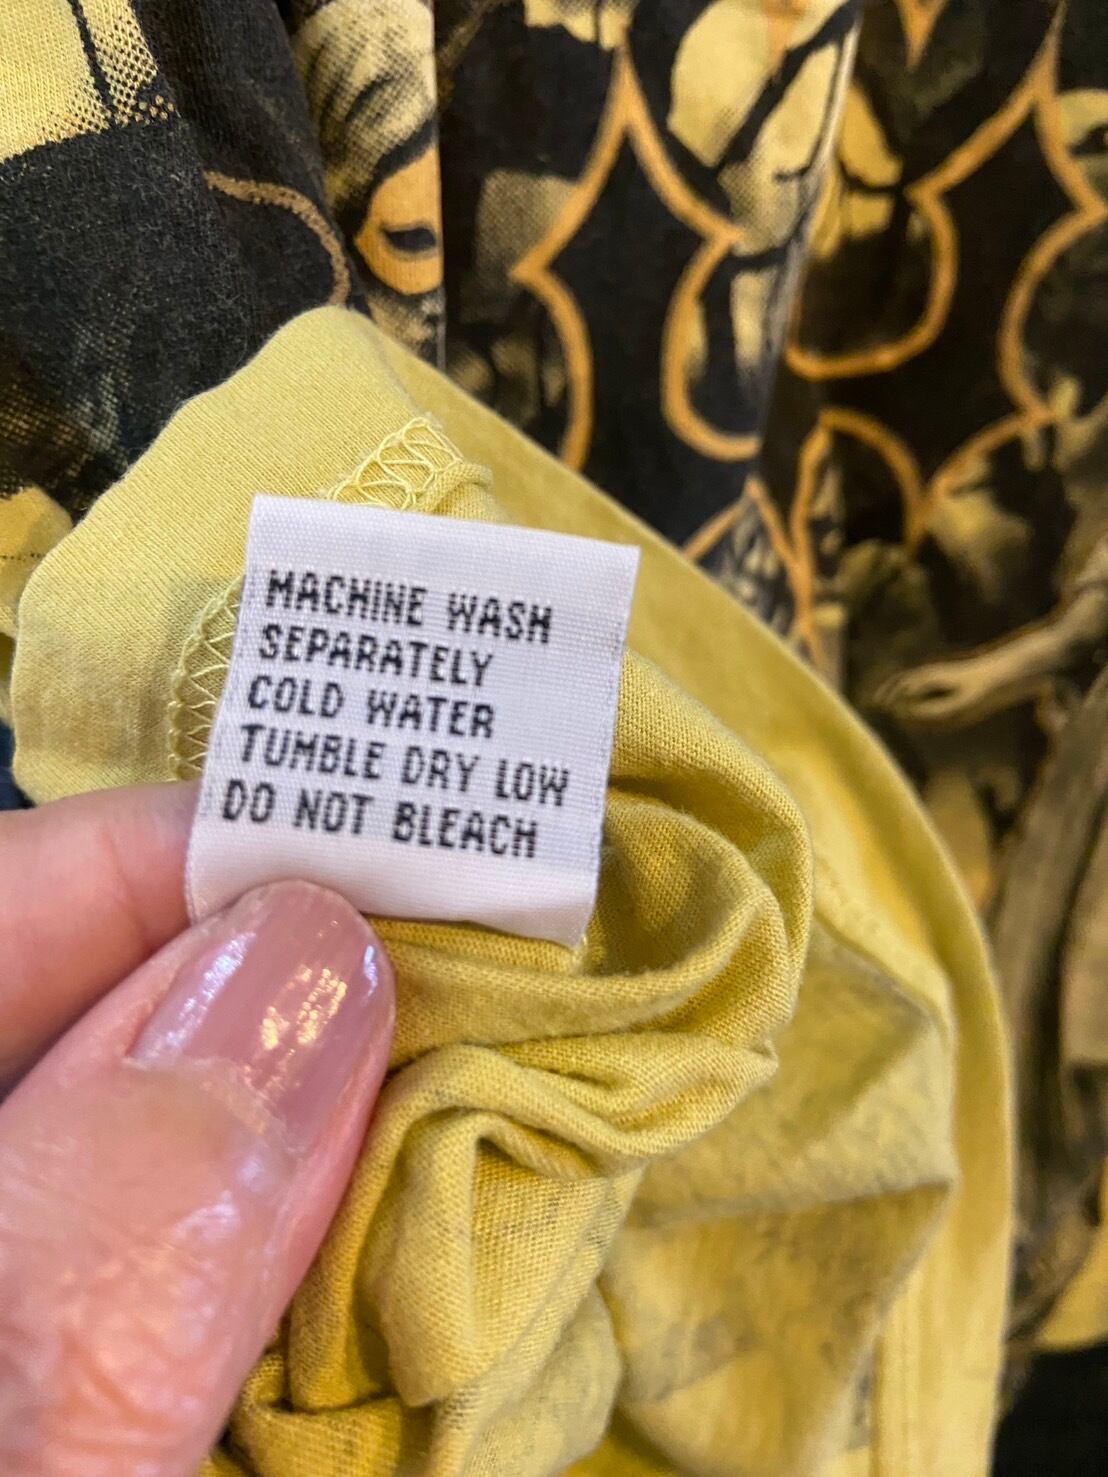 MACHINE WASH
SEPARATELY
COLD WATER
TUMBLE DRY LOW
DO NOT BLEACH